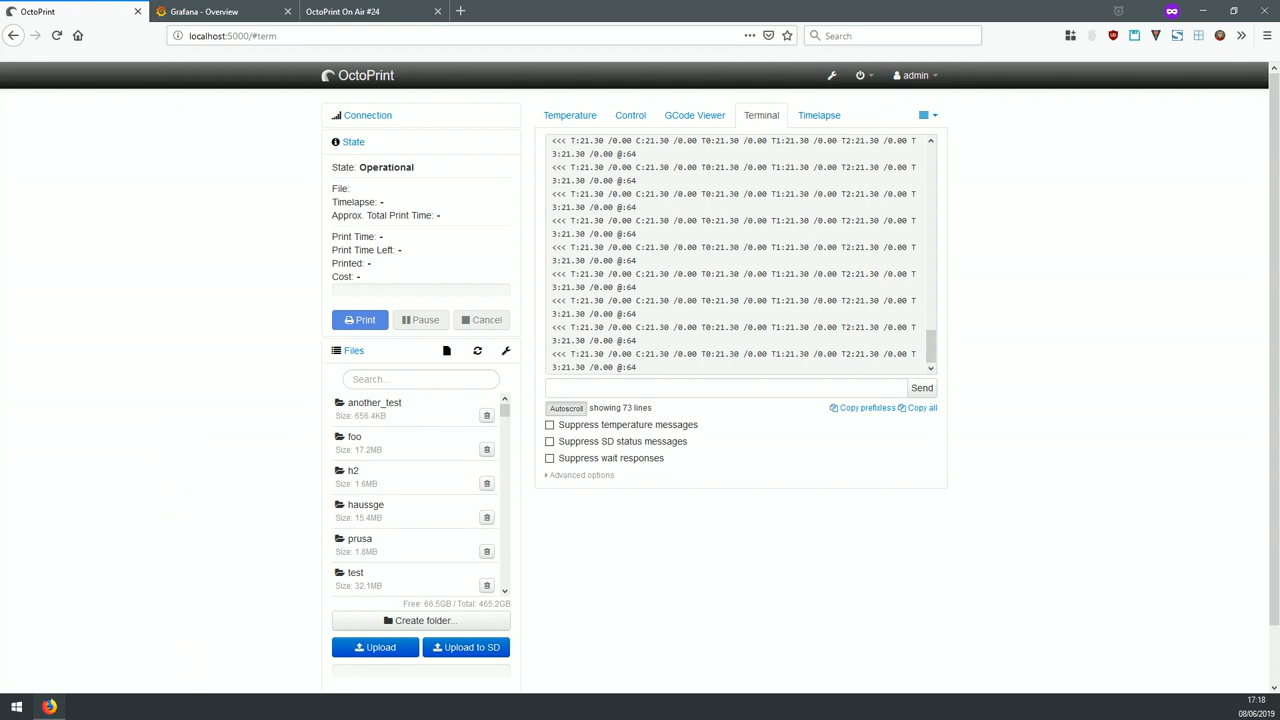 OctoPrint
Grafana - Overview
OctoPrint On Air #24
localhost:5000/#term
Search
OctoPrint
admin
Connection
State
State: Operational
File:
Timelapse: -
Approx. Total Print Time: -
Print Time: -
Print Time Left: -
Printed: -
Cost: -
Print
Pause
Cancel
Files
Search...
another_test
Size: 656.4KB
foo
Size: 17.2MB
h2
Size: 1.6MB
haussge
Size: 15.4MB
prusa
Size: 1.8MB
test
Size: 32.1MB
Free: 66.5GB / Total: 465.2GB
Create folder...
Upload
Upload to SD
Temperature
Control
GCode Viewer
Terminal
Timelapse
<<< T:21.30 /0.00 C:21.30 /0.00 T0:21.30 /0.00 T1:21.30 /0.00 T2:21.30 /0.00 T
3:21.30 /0.00 @:64
<<< T:21.30 /0.00 C:21.30 /0.00 T0:21.30 /0.00 T1:21.30 /0.00 T2:21.30 /0.00 T
3:21.30 /0.00 @:64
<<< T:21.30 /0.00 C:21.30 /0.00 T0:21.30 /0.00 T1:21.30 /0.00 T2:21.30 /0.00 T
3:21.30 /0.00 @:64
<<< T:21.30 /0.00 C:21.30 /0.00 T0:21.30 /0.00 T1:21.30 /0.00 T2:21.30 /0.00 T
3:21.30 /0.00 @:64
<<< T:21.30 /0.00 C:21.30 /0.00 T0:21.30 /0.00 T1:21.30 /0.00 T2:21.30 /0.00 T
3:21.30 /0.00 @:64
<<< T:21.30 /0.00 C:21.30 /0.00 T0:21.30 /0.00 T1:21.30 /0.00 T2:21.30 /0.00 T
3:21.30 /0.00 @:64
<<< T:21.30 /0.00 C:21.30 /0.00 T0:21.30 /0.00 T1:21.30 /0.00 T2:21.30 /0.00 T
3:21.30 /0.00 @:64
<<< T:21.30 /0.00 C:21.30 /0.00 T0:21.30 /0.00 T1:21.30 /0.00 T2:21.30 /0.00 T
3:21.30 /0.00 @:64
<<< T:21.30 /0.00 C:21.30 /0.00 T0:21.30 /0.00 T1:21.30 /0.00 T2:21.30 /0.00 T
3:21.30 /0.00 @:64
Send
Autoscroll showing 73 lines
Copy prefixless Copy all
Suppress temperature messages
Suppress SD status messages
Suppress wait responses
Advanced options
17:18
08/06/2019